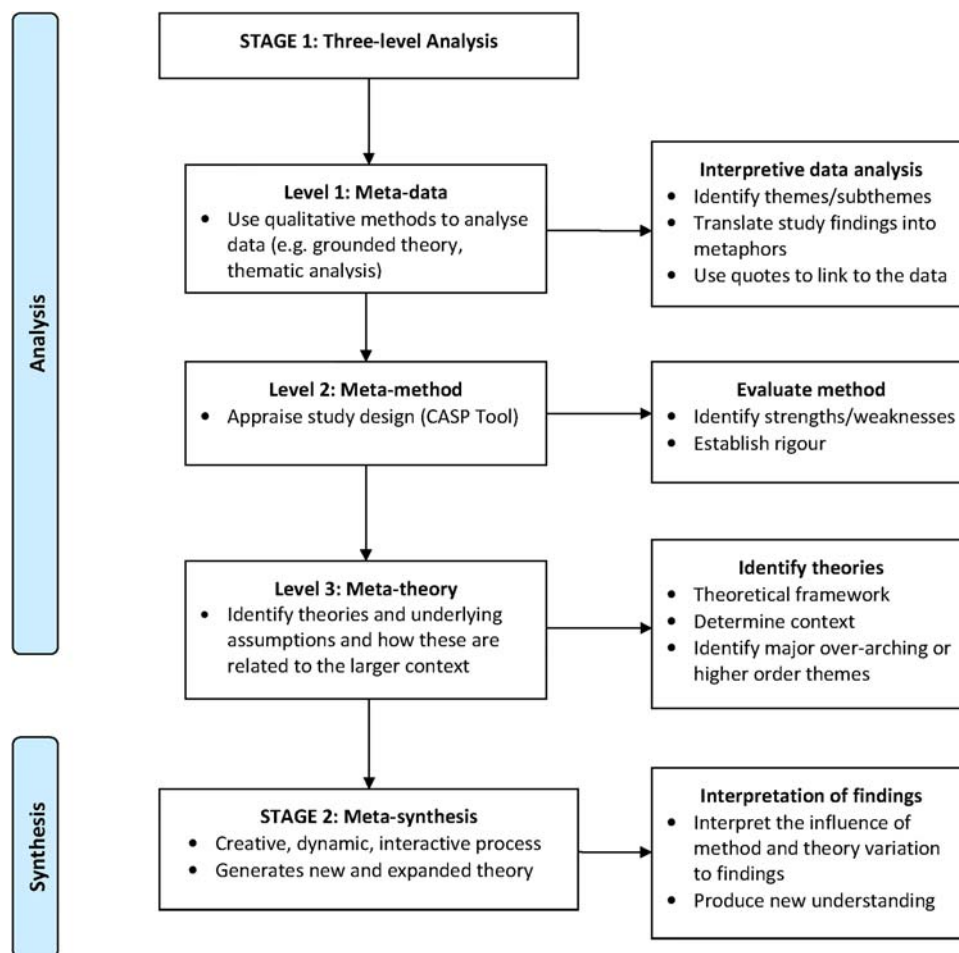 Analysis
STAGE 1: Three-level Analysis
Level 1: Meta-data
• Use qualitative methods to analyse
data (e.g. grounded theory,
thematic analysis)
Interpretive data analysis
• Identify themes/subthemes
• Translate study findings into
metaphors
• Use quotes to link to the data
Level 2: Meta-method
• Appraise study design (CASP Tool)
Evaluate method
• Identify strengths/weaknesses
• Establish rigour
Level 3: Meta-theory
• Identify theories and underlying
assumptions and how these are
related to the larger context
Identify theories
• Theoretical framework
• Determine context
• Identify major over-arching or
higher order themes
Synthesis
STAGE 2: Meta-synthesis
• Creative, dynamic, interactive process
• Generates new and expanded theory
Interpretation of findings
• Interpret the influence of
method and theory variation
to findings
• Produce new understanding